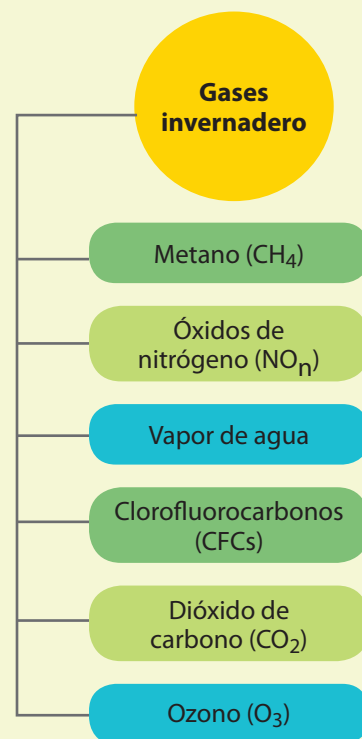 Gases
invernadero
Metano (CH₄)
Óxidos de
nitrógeno (NOn)
Vapor de agua
Clorofluorocarbonos
(CFCs)
Dióxido de
carbono (CO₂)
Ozono (O₃)